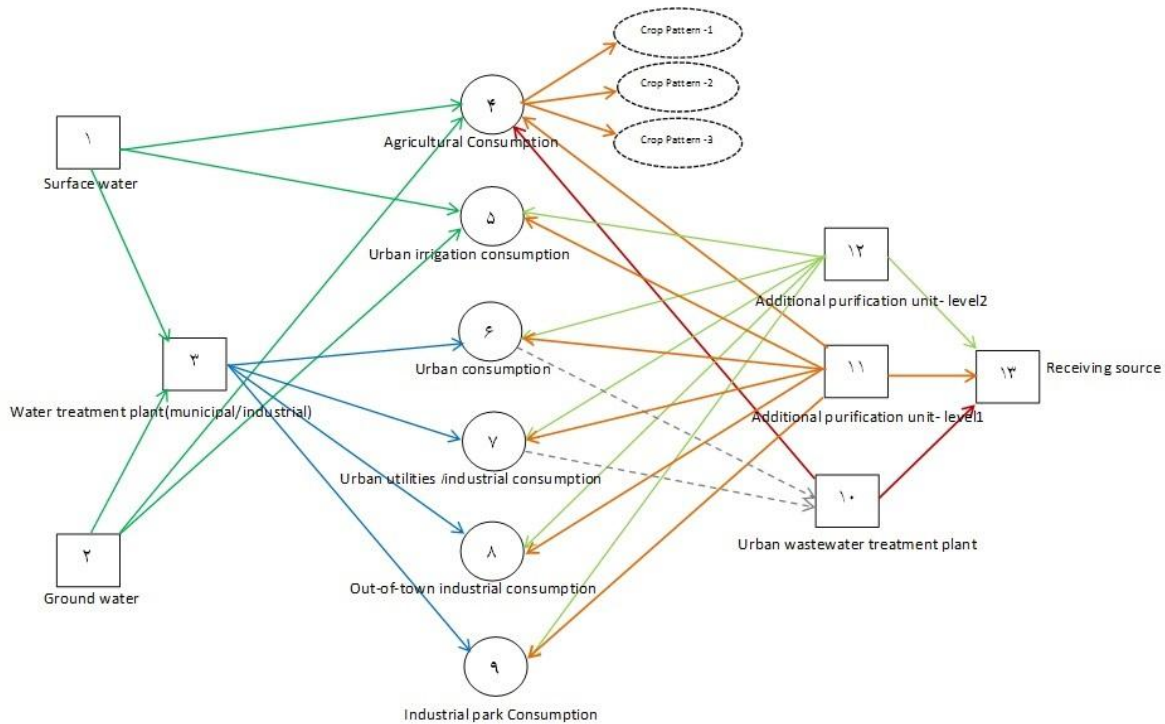 Crop Pattern -1
Crop Pattern -2
Crop Pattern -3
۴
Agricultural Consumption
۱
Surface water
۵
Urban irrigation consumption
۱۲
Additional purification unit- level2
۶
Urban consumption
۳
Water treatment plant(municipal/industrial)
۱۱
Additional purification unit- level1
۱۳
Receiving source
۷
Urban utilities /industrial consumption
۱۰
Urban wastewater treatment plant
۸
Out-of-town industrial consumption
۲
Ground water
۹
Industrial park Consumption